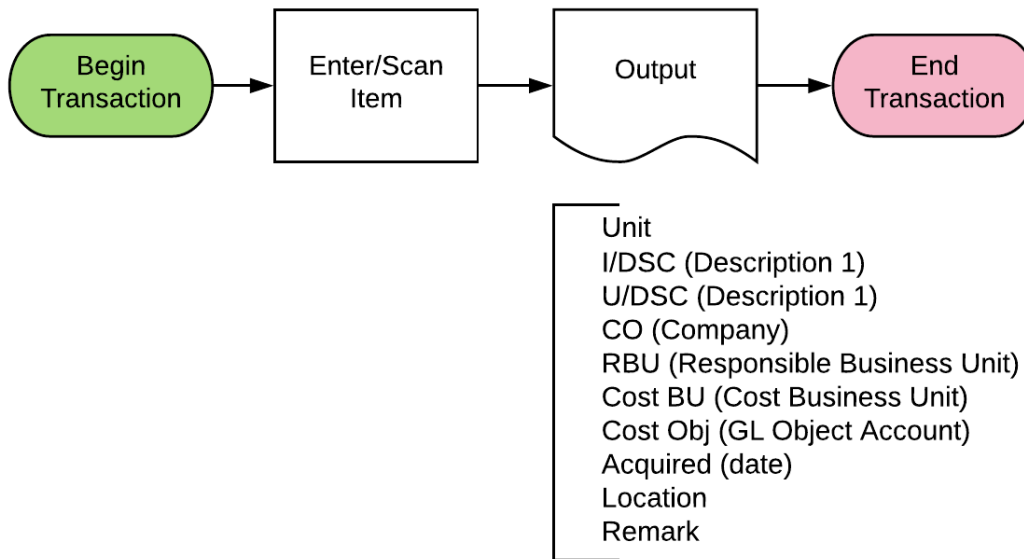 Begin
Transaction
Enter/Scan
Item
Output
End
Transaction
Unit
I/DSC (Description 1)
U/DSC (Description 1)
CO (Company)
RBU (Responsible Business Unit)
Cost BU (Cost Business Unit)
Cost Obj (GL Object Account)
Acquired (date)
Location
Remark